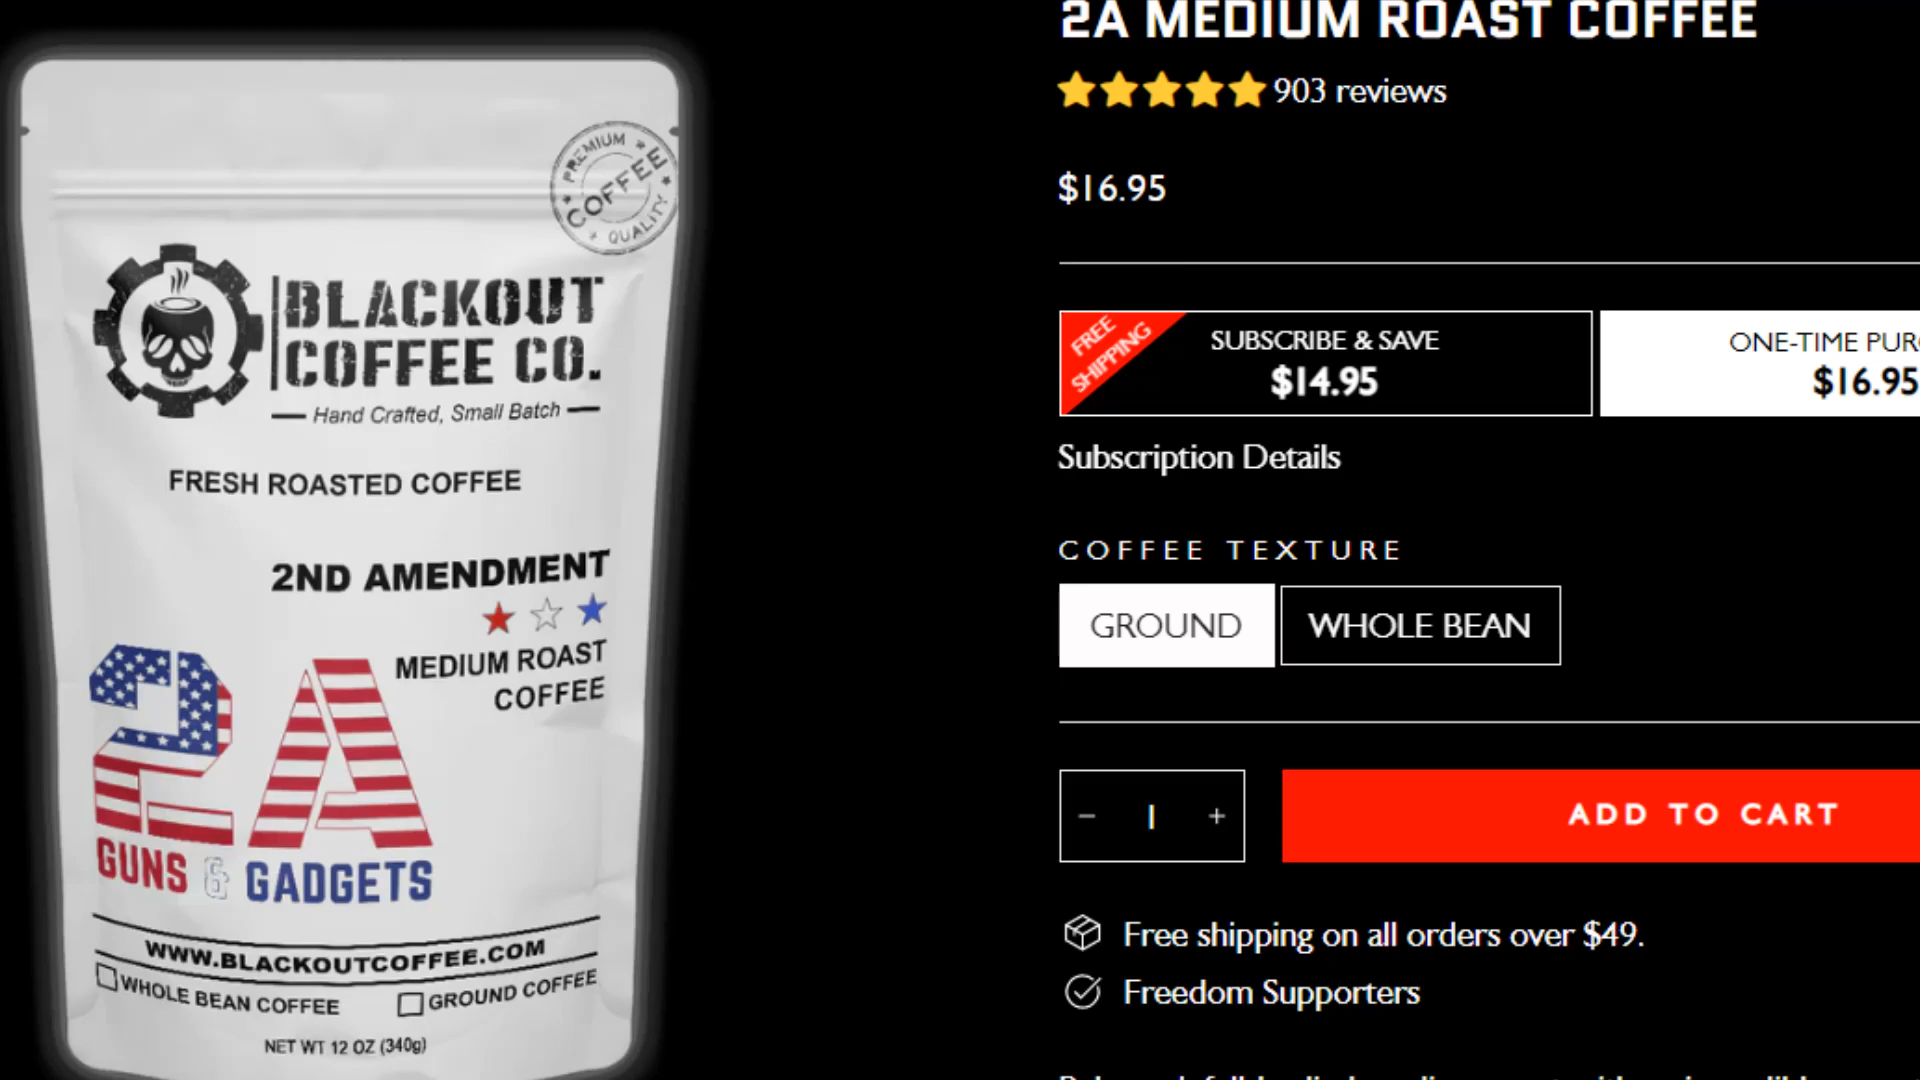 2A MEDIUM ROAST COFFEE
903 reviews
$16.95
FREE
SHIPPING
SUBSCRIBE & SAVE
$14.95
ONE-TIME
$16.95
Subscription Details
COFFEE TEXTURE
GROUND
WHOLE BEAN
− 1 +
ADD TO CART
Free shipping on all orders over $49.
Freedom Supporters
PREMIUM
COFFEE
QUALITY
BLACKOUT
COFFEE CO.
Hand Crafted, Small Batch
FRESH ROASTED COFFEE
2ND AMENDMENT
MEDIUM ROAST
COFFEE
2A
GUNS & GADGETS
WWW.BLACKOUTCOFFEE.COM
WHOLE BEAN COFFEE
GROUND COFFEE
NET WT 12 OZ (340g)